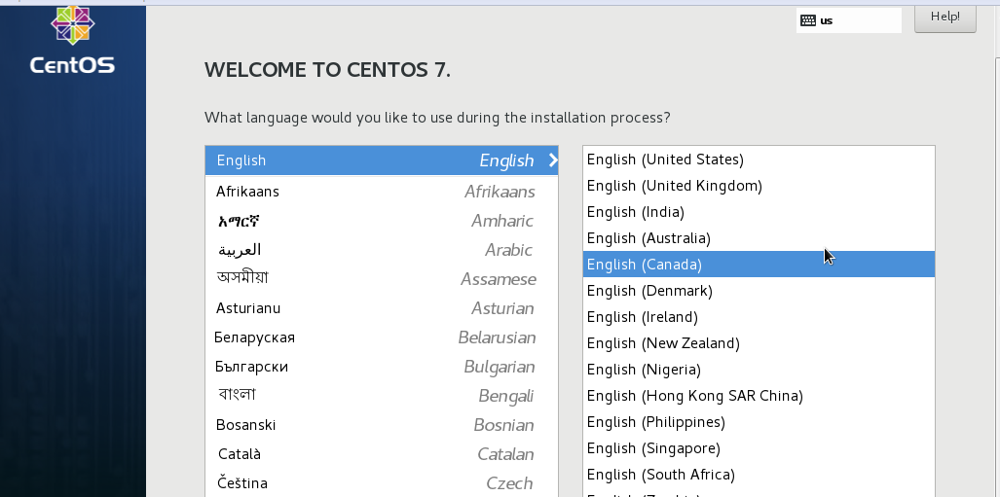 us
Help!
CentOS
WELCOME TO CENTOS 7.
What language would you like to use during the installation process?
English English
Afrikaans Afrikaans
አማርኛ Amharic
العربية Arabic
অসমীয়া Assamese
Asturianu Asturian
Беларуская Belarusian
Български Bulgarian
বাংলা Bengali
Bosanski Bosnian
Català Catalan
Čeština Czech
English (United States)
English (United Kingdom)
English (India)
English (Australia)
English (Canada)
English (Denmark)
English (Ireland)
English (New Zealand)
English (Nigeria)
English (Hong Kong SAR China)
English (Philippines)
English (Singapore)
English (South Africa)